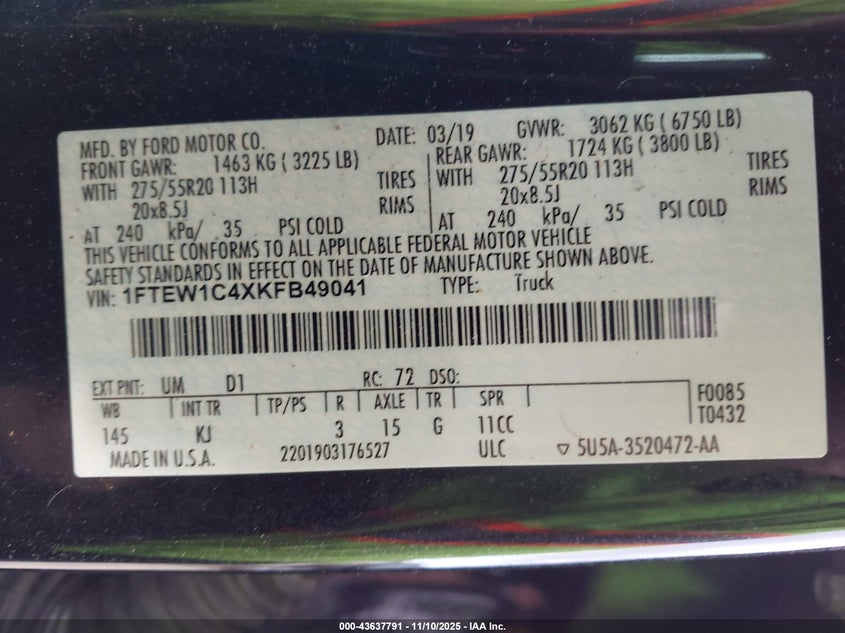 MFD. BY FORD MOTOR CO. DATE: 03/19 GVWR: 3062 KG ( 6750 LB)
FRONT GAWR: 1463 KG ( 3225 LB) REAR GAWR: 1724 KG ( 3800 LB)
WITH 275/55R20 113H TIRES WITH 275/55R20 113H TIRES
20x8.5J RIMS 20x8.5J RIMS
AT 240 kPa/ 35 PSI COLD AT 240 kPa/ 35 PSI COLD
THIS VEHICLE CONFORMS TO ALL APPLICABLE FEDERAL MOTOR VEHICLE
SAFETY STANDARDS IN EFFECT ON THE DATE OF MANUFACTURE SHOWN ABOVE.
VIN: 1FTEW1C4XKFB49041 TYPE: Truck
EXT PNT: UM D1 RC: 72 DSO:
WB INT TR TP/PS R AXLE TR SPR F0085
145 KJ 3 15 G 11CC T0432
MADE IN U.S.A. 2201903176527 ULC ▽ 5U5A-3520472-AA
000-43637791 - 11/10/2025 - IAA Inc.